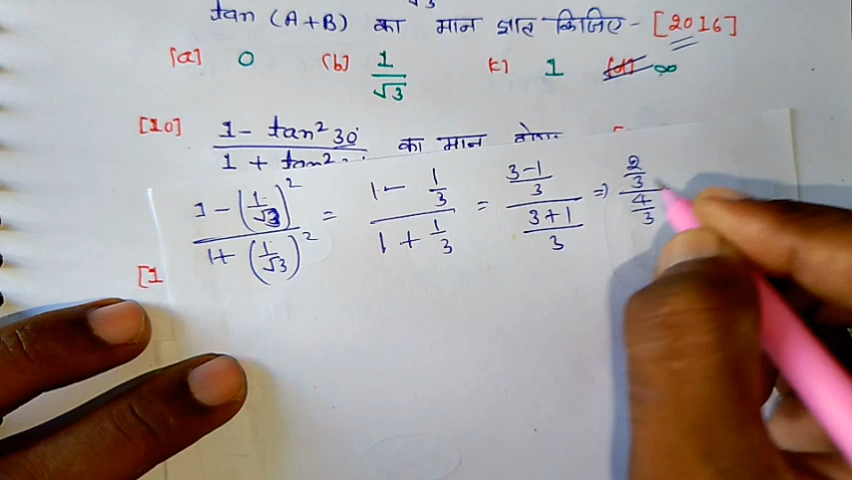 tan (A+B) का मान ज्ञात किजिए - [2016]
[a] 0 (b) 1/√3 [c] 1 ∞
[10] (1 - tan² 30°)/(1 + tan² का मान
(1 - (1/√3)²)/(1 + (1/√3)²) = (1 - 1/3)/(1 + 1/3) = ((3-1)/3)/((3+1)/3) ⇒ (2/3)/(4/3)
[1